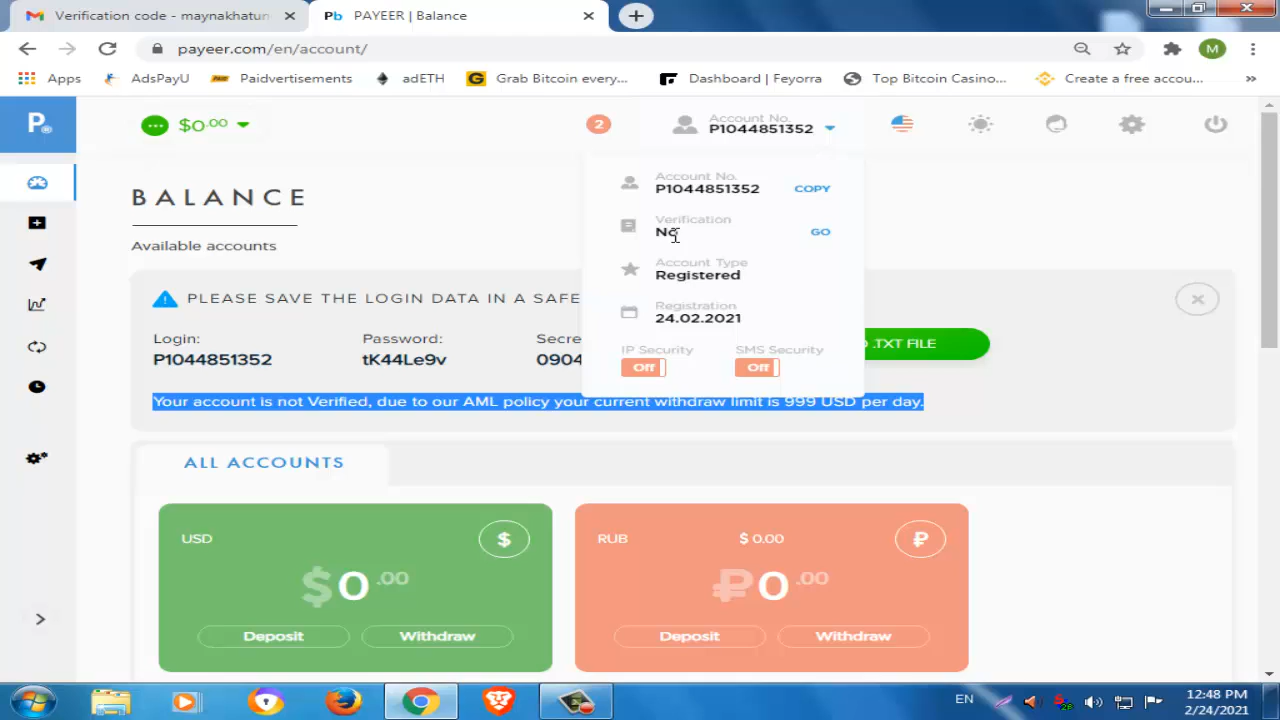 Verification code - maynakhatun
PAYEER | Balance
payeer.com/en/account/
M
Apps
AdsPayU
Paidvertisements
adETH
Grab Bitcoin every...
Dashboard | Feyorra
Top Bitcoin Casino...
Create a free accou...
»
$0.00
2
Account No.
P1044851352
Account No.
P1044851352
COPY
Verification
No
GO
Account Type
Registered
Registration
24.02.2021
IP Security
SMS Security
Off
Off
BALANCE
Available accounts
PLEASE SAVE THE LOGIN DATA IN A SAFE
Login:
Password:
P1044851352
tK44Le9v
0904
.TXT FILE
Your account is not Verified, due to our AML policy your current withdraw limit is 999 USD per day.
ALL ACCOUNTS
USD
$
$0.00
Deposit
Withdraw
RUB
$ 0.00
₽
₽0.00
Deposit
Withdraw
EN
12:48 PM
2/24/2021